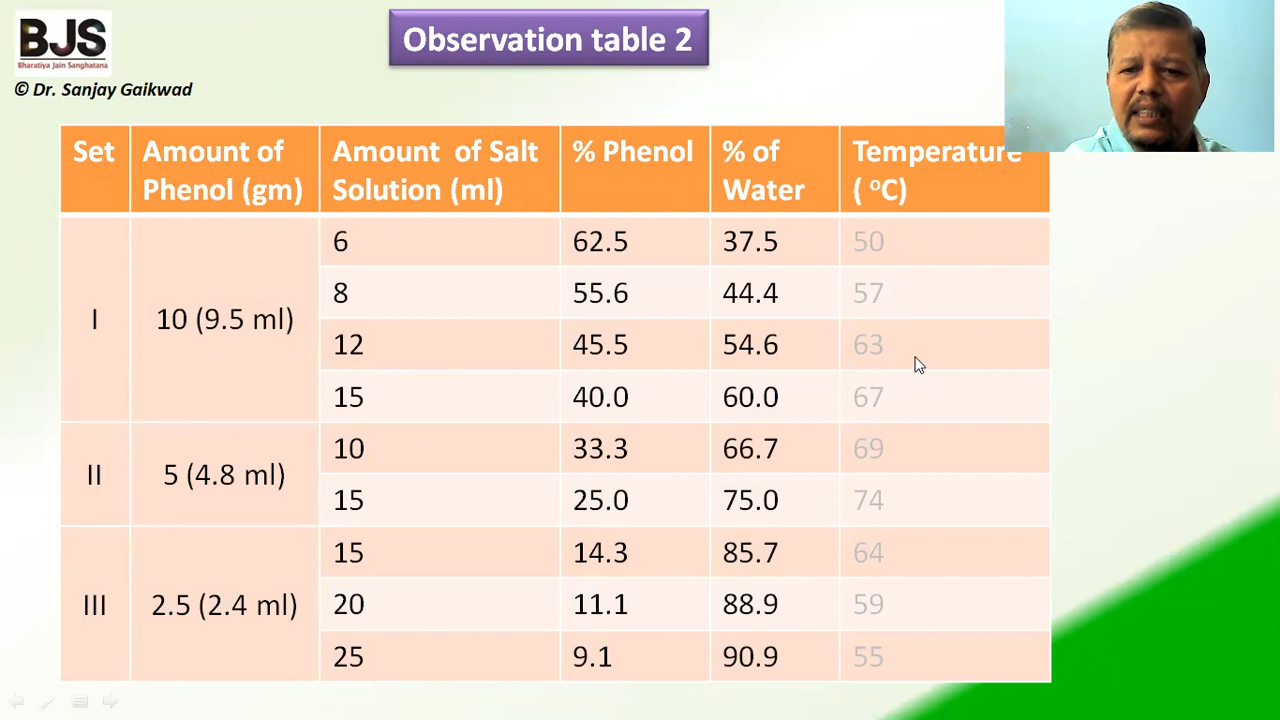 BJS
Bharatiya Jain Sanghatana
© Dr. Sanjay Gaikwad
Observation table 2
Set Amount of Phenol (gm) Amount of Salt Solution (ml) % Phenol % of Water Temperature ( ᵒC)
I 10 (9.5 ml) 6 62.5 37.5 50
8 55.6 44.4 57
12 45.5 54.6 63
15 40.0 60.0 67
II 5 (4.8 ml) 10 33.3 66.7 69
15 25.0 75.0 74
III 2.5 (2.4 ml) 15 14.3 85.7 64
20 11.1 88.9 59
25 9.1 90.9 55